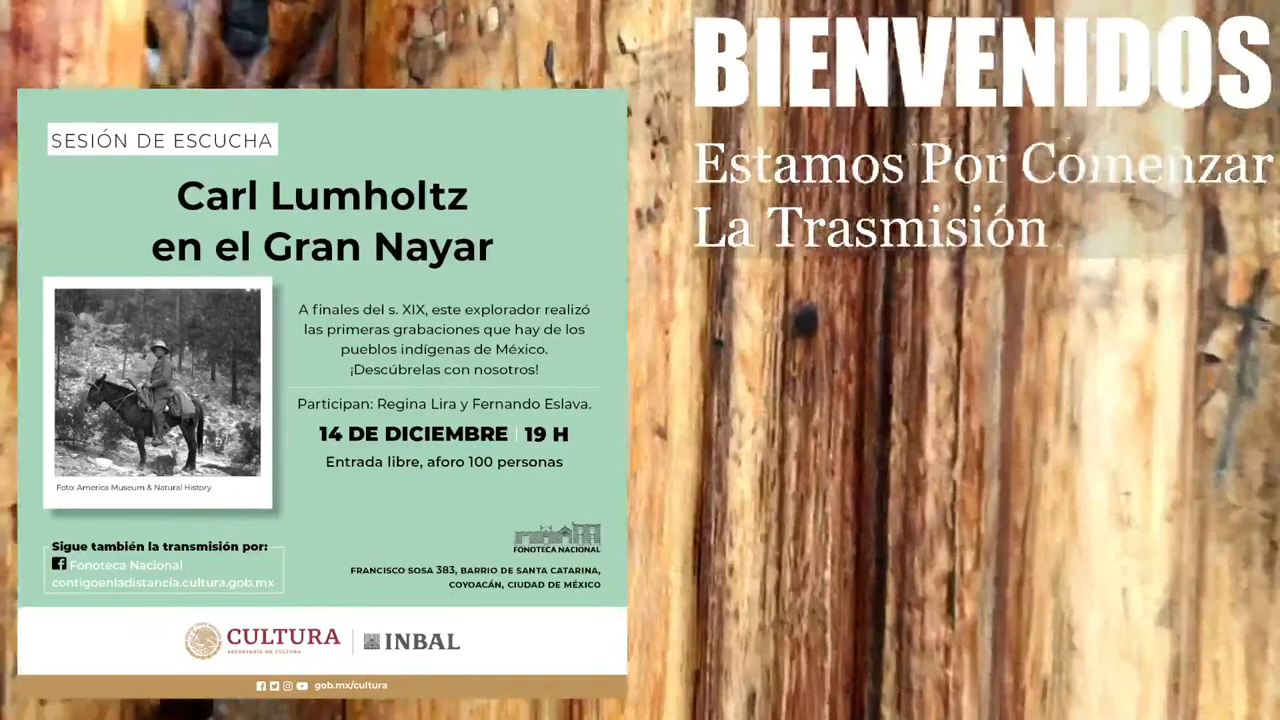 BIENVENIDOS
Estamos Por Comenzar
La Trasmisión
SESIÓN DE ESCUCHA
Carl Lumholtz
en el Gran Nayar
A finales del s. XIX, este explorador realizó
las primeras grabaciones que hay de los
pueblos indígenas de México.
¡Descúbrelas con nosotros!
Participan: Regina Lira y Fernando Eslava.
14 DE DICIEMBRE | 19 H
Entrada libre, aforo 100 personas
Foto: America Museum & Natural History
Sigue también la transmisión por:
Fonoteca Nacional
contigoenladistancia.cultura.gob.mx
FONOTECA NACIONAL
FRANCISCO SOSA 383, BARRIO DE SANTA CATARINA,
COYOACÁN, CIUDAD DE MÉXICO
CULTURA
SECRETARÍA DE CULTURA
INBAL
gob.mx/cultura